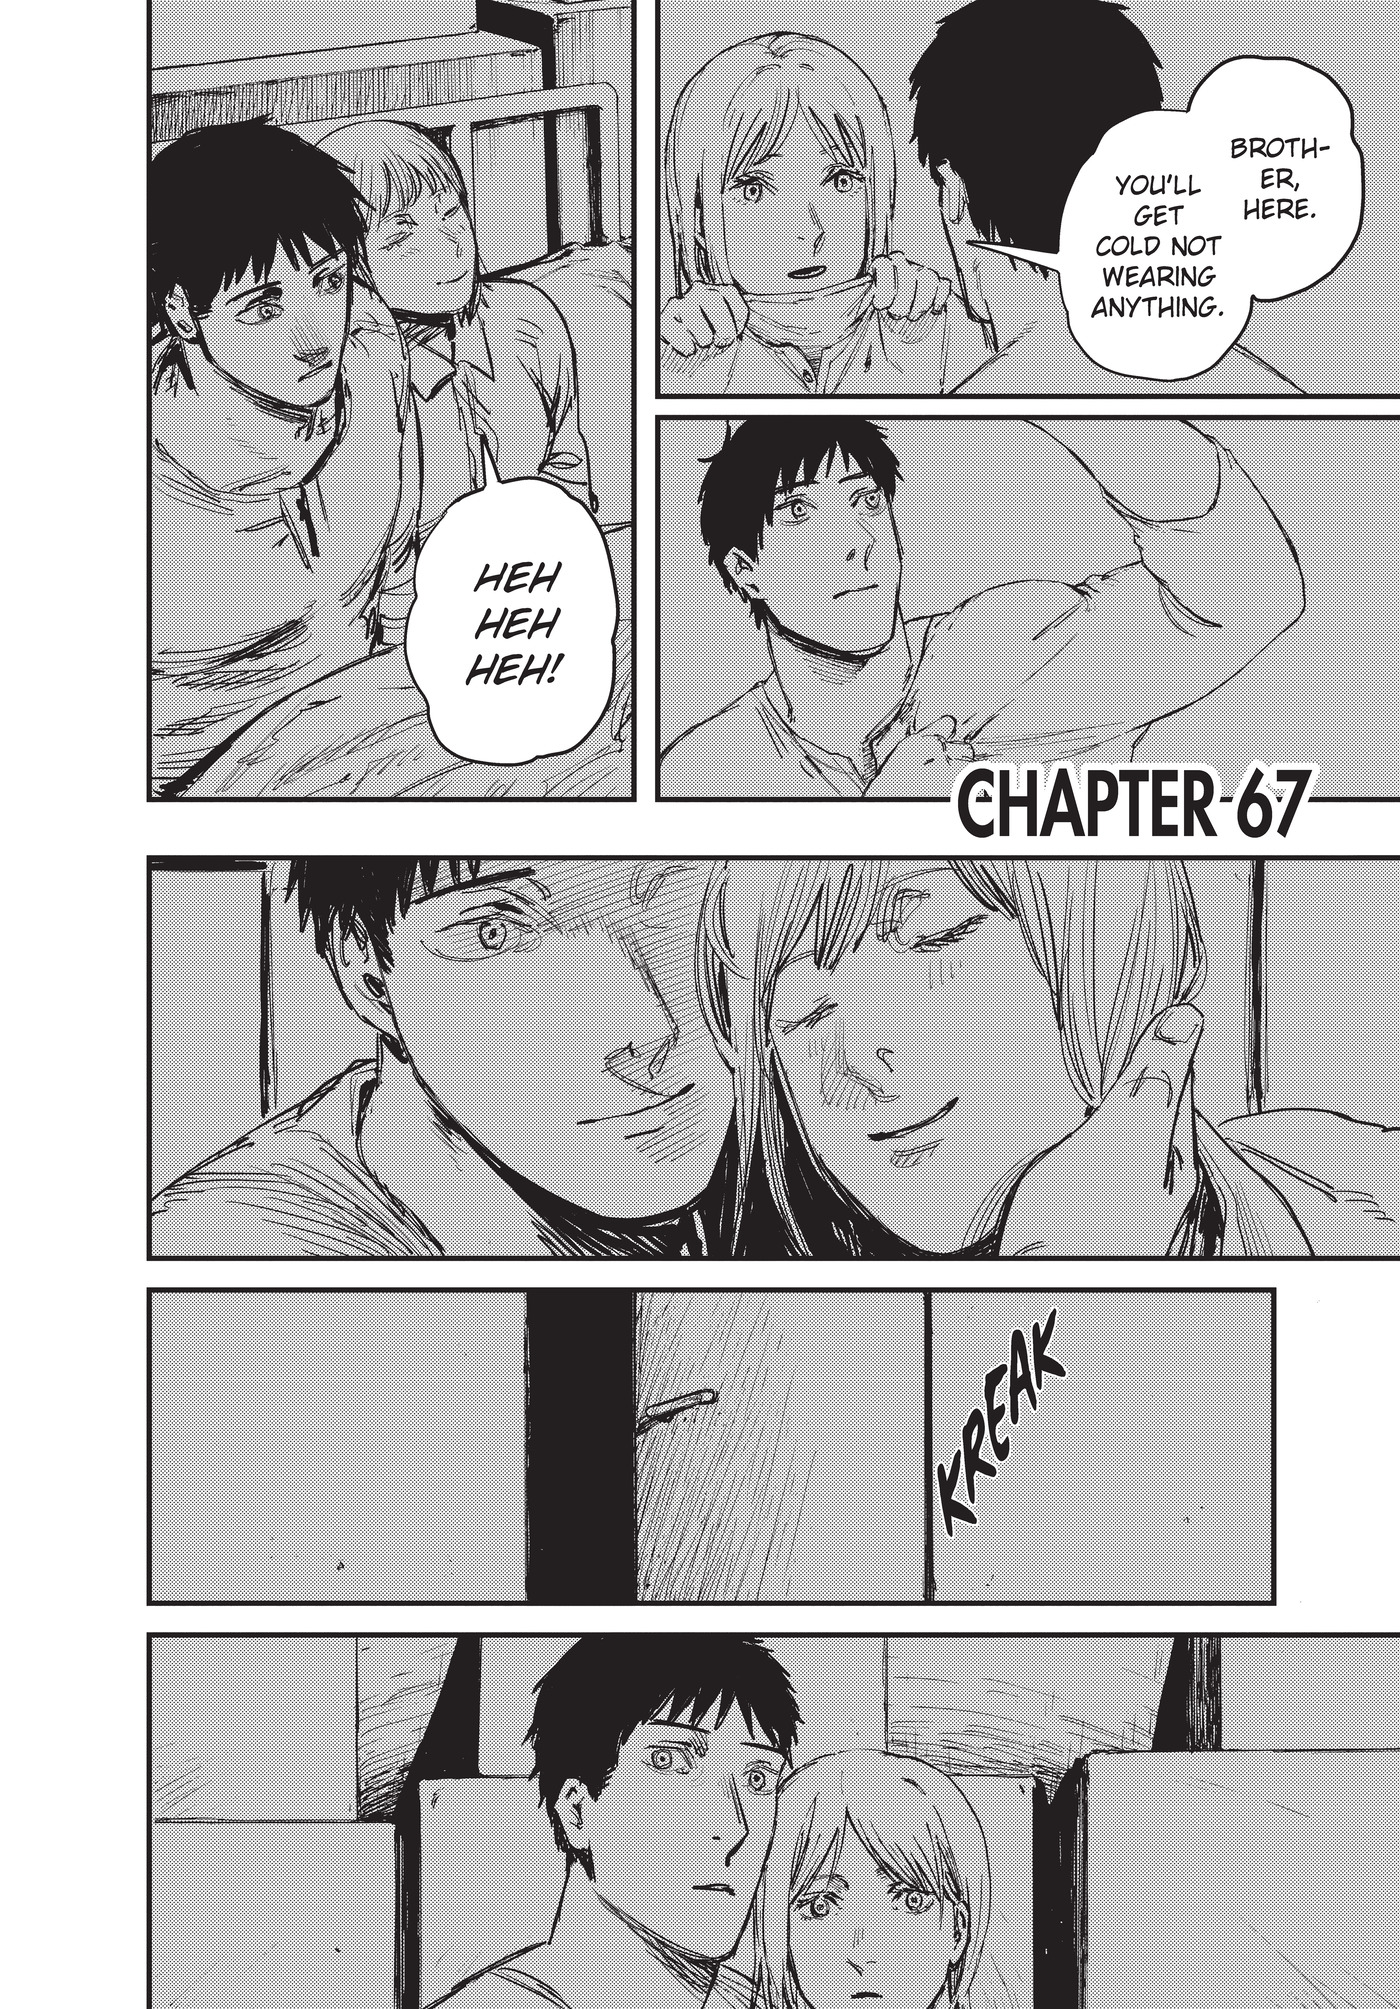 BROTH-
ER,
HERE.
YOU'LL
GET
COLD NOT
WEARING
ANYTHING.
HEH
HEH
HEH!
CHAPTER 67
KREAK